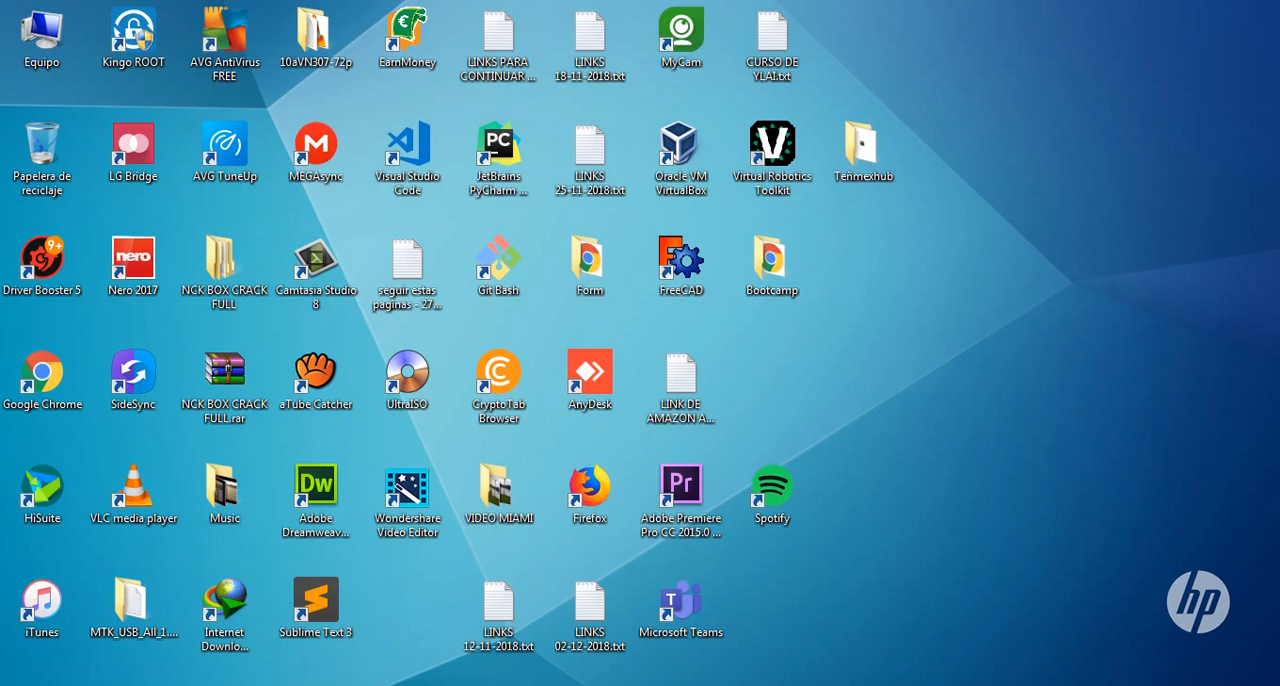 Equipo
Kingo ROOT
AVG AntiVirus
FREE
10aVN307-72p
EarnMoney
LINKS PARA
CONTINUAR ...
LINKS
18-11-2018.txt
MyCam
CURSO DE
YLAI.txt
Papelera de
reciclaje
LG Bridge
AVG TuneUp
MEGAsync
Visual Studio
Code
PC
JetBrains
PyCharm ...
LINKS
25-11-2018.txt
Oracle VM
VirtualBox
Virtual Robotics
Toolkit
Teñmexhub
9+
Driver Booster 5
nero
Nero 2017
NCK BOX CRACK
FULL
Camtasia Studio
8
seguir estas
paginas - 27...
Git Bash
Form
FreeCAD
Bootcamp
Google Chrome
SideSync
NCK BOX CRACK
FULL.rar
aTube Catcher
UltraISO
CryptoTab
Browser
AnyDesk
LINK DE
AMAZON A...
HiSuite
VLC media player
Music
Dw
Adobe
Dreamweav...
Wondershare
Video Editor
VIDEO MIAMI
Firefox
Pr
Adobe Premiere
Pro CC 2015.0 ...
Spotify
iTunes
MTK_USB_All_1....
Internet
Downlo...
Sublime Text 3
LINKS
12-11-2018.txt
LINKS
02-12-2018.txt
T
Microsoft Teams
hp